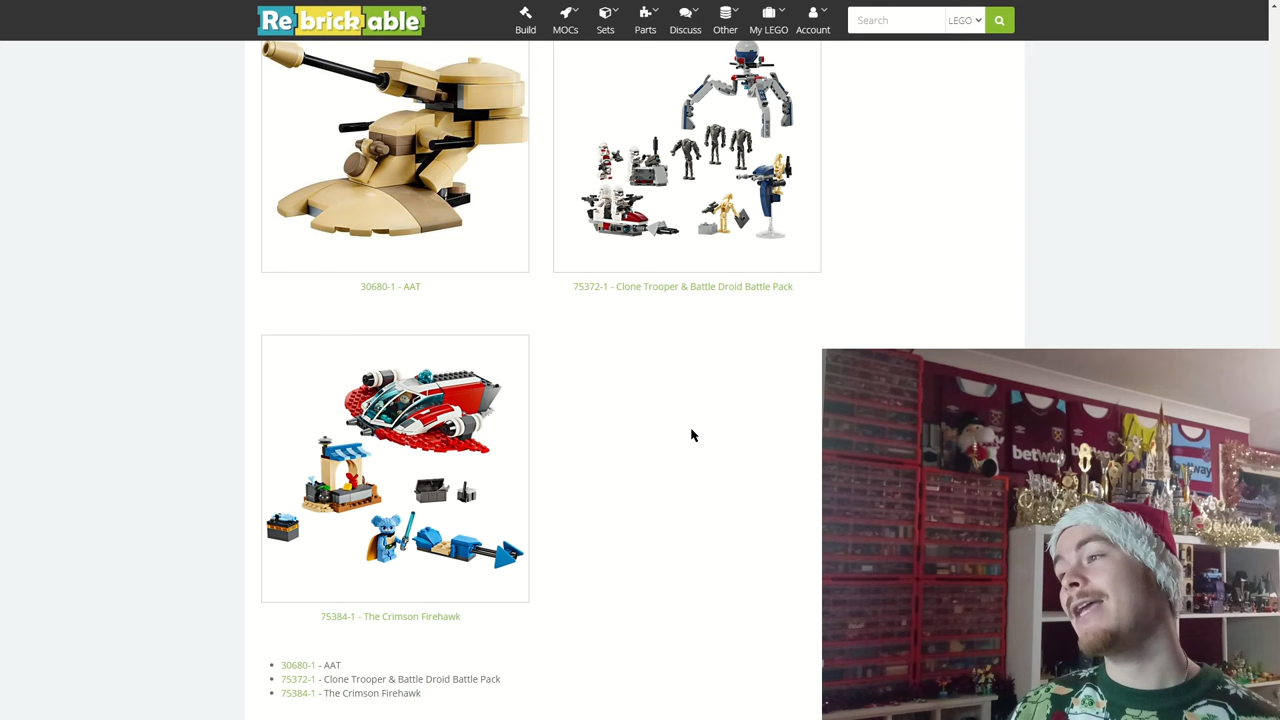 Rebrickable®
Build
MOCs
Sets
Parts
Discuss
Other
My LEGO
Account
Search
LEGO
30680-1 - AAT
75372-1 - Clone Trooper & Battle Droid Battle Pack
75384-1 - The Crimson Firehawk
30680-1 - AAT
75372-1 - Clone Trooper & Battle Droid Battle Pack
75384-1 - The Crimson Firehawk
betw
betway